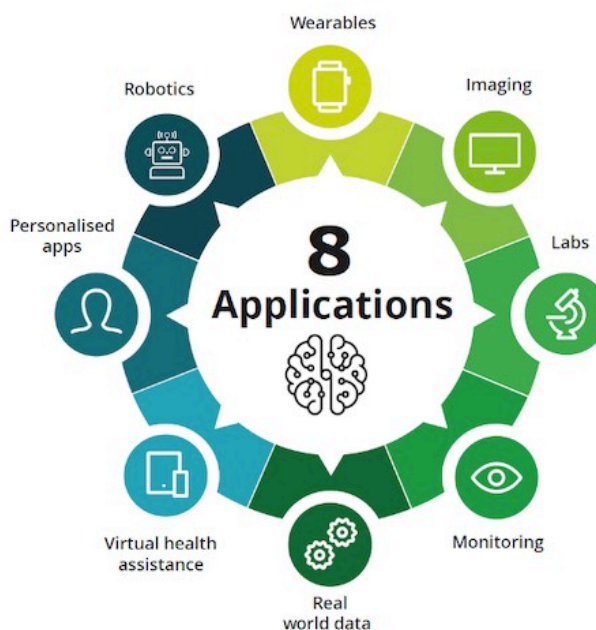 Wearables
Imaging
Labs
Monitoring
Real
world data
Virtual health
assistance
Personalised
apps
Robotics
8
Applications